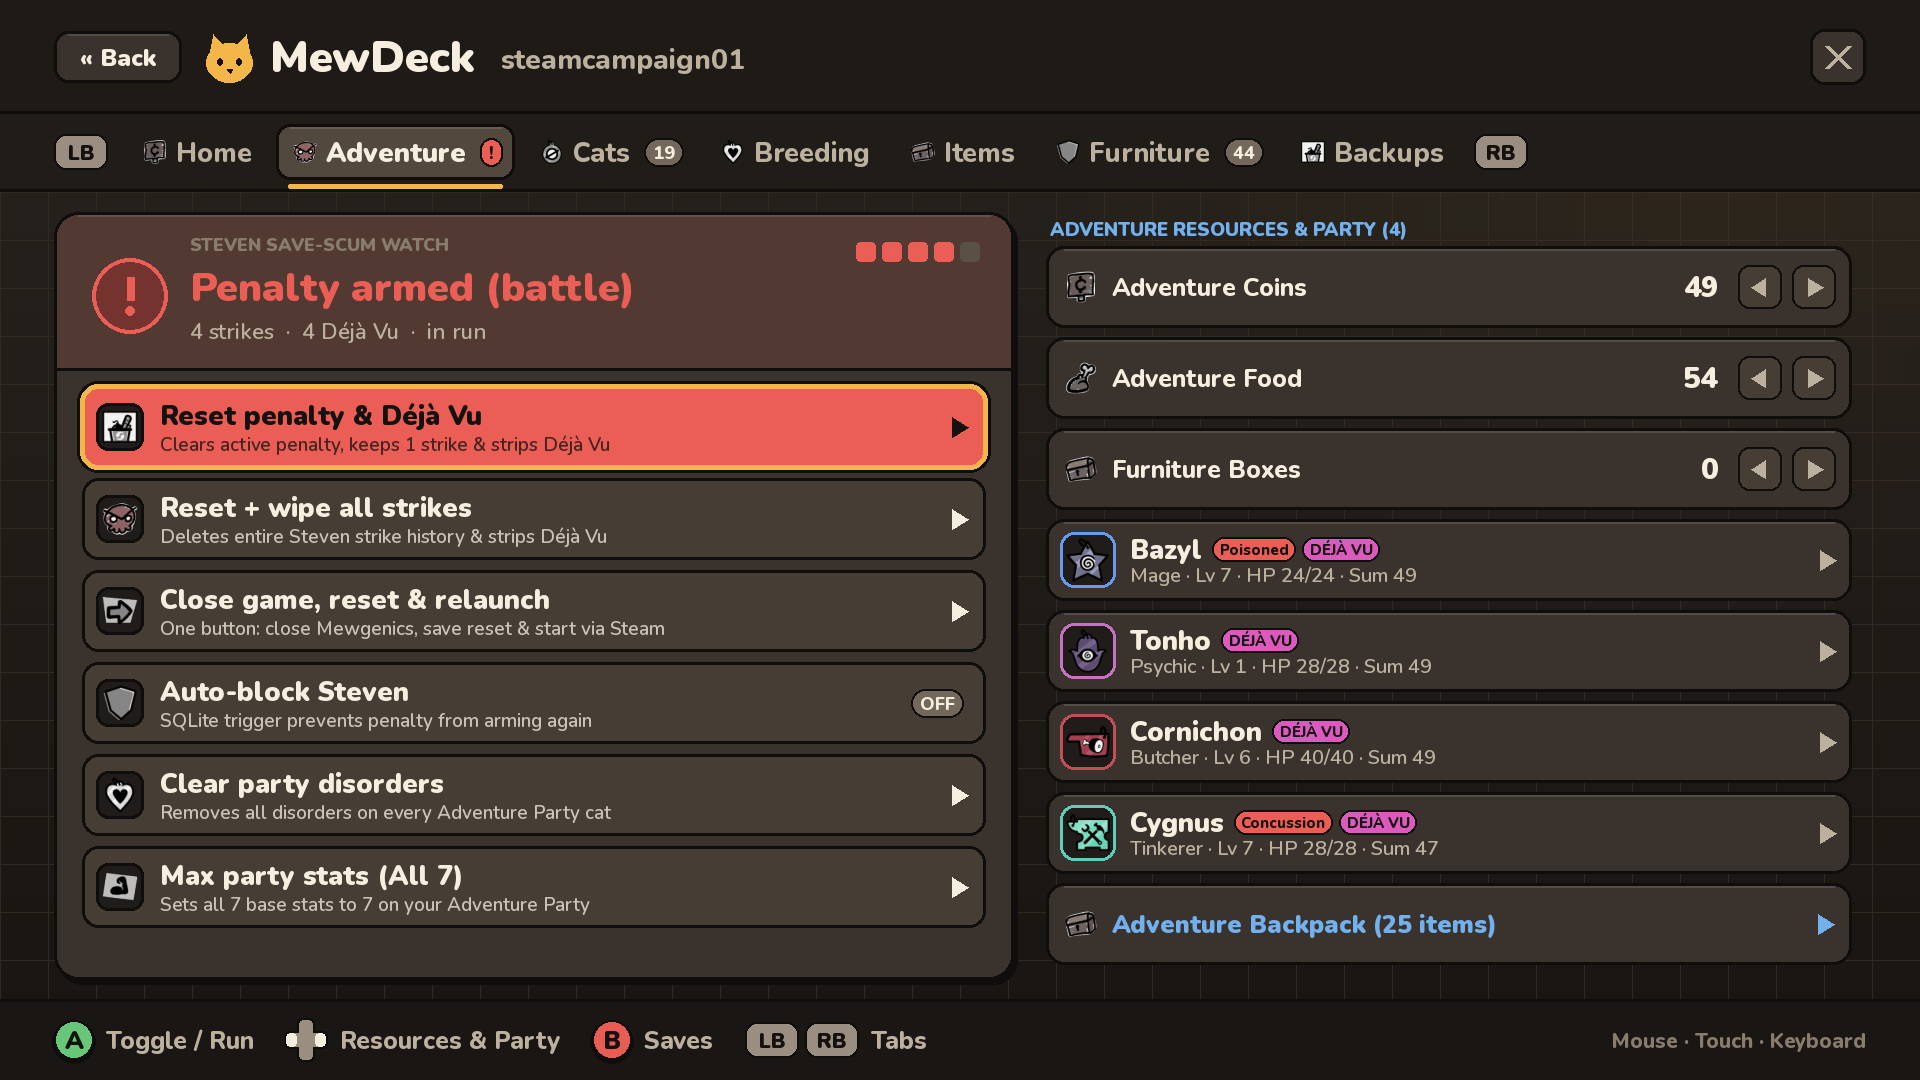 « Back
MewDeck
steamcampaign01
LB
Home
Adventure !
Cats 19
Breeding
Items
Furniture 44
Backups
RB
STEVEN SAVE-SCUM WATCH
Penalty armed (battle)
4 strikes · 4 Déjà Vu · in run
Reset penalty & Déjà Vu
Clears active penalty, keeps 1 strike & strips Déjà Vu
Reset + wipe all strikes
Deletes entire Steven strike history & strips Déjà Vu
Close game, reset & relaunch
One button: close Mewgenics, save reset & start via Steam
Auto-block Steven
SQLite trigger prevents penalty from arming again
OFF
Clear party disorders
Removes all disorders on every Adventure Party cat
Max party stats (All 7)
Sets all 7 base stats to 7 on your Adventure Party
ADVENTURE RESOURCES & PARTY (4)
Adventure Coins 49
Adventure Food 54
Furniture Boxes 0
Bazyl Poisoned DÉJÀ VU
Mage · Lv 7 · HP 24/24 · Sum 49
Tonho DÉJÀ VU
Psychic · Lv 1 · HP 28/28 · Sum 49
Cornichon DÉJÀ VU
Butcher · Lv 6 · HP 40/40 · Sum 49
Cygnus Concussion DÉJÀ VU
Tinkerer · Lv 7 · HP 28/28 · Sum 47
Adventure Backpack (25 items)
A Toggle / Run
Resources & Party
B Saves
LB RB Tabs
Mouse · Touch · Keyboard